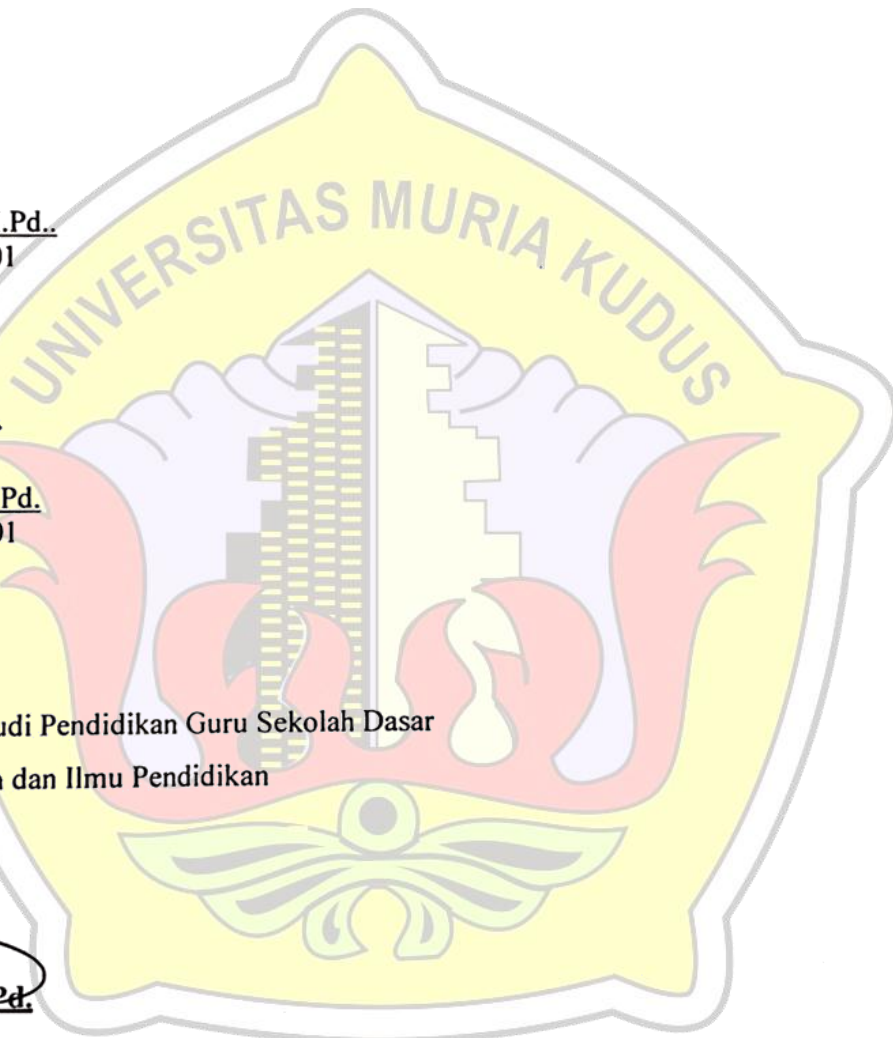 .Pd..
01
UNIVERSITAS MURIA KUDUS
Pd.
01
udi Pendidikan Guru Sekolah Dasar
n dan Ilmu Pendidikan
Pd.